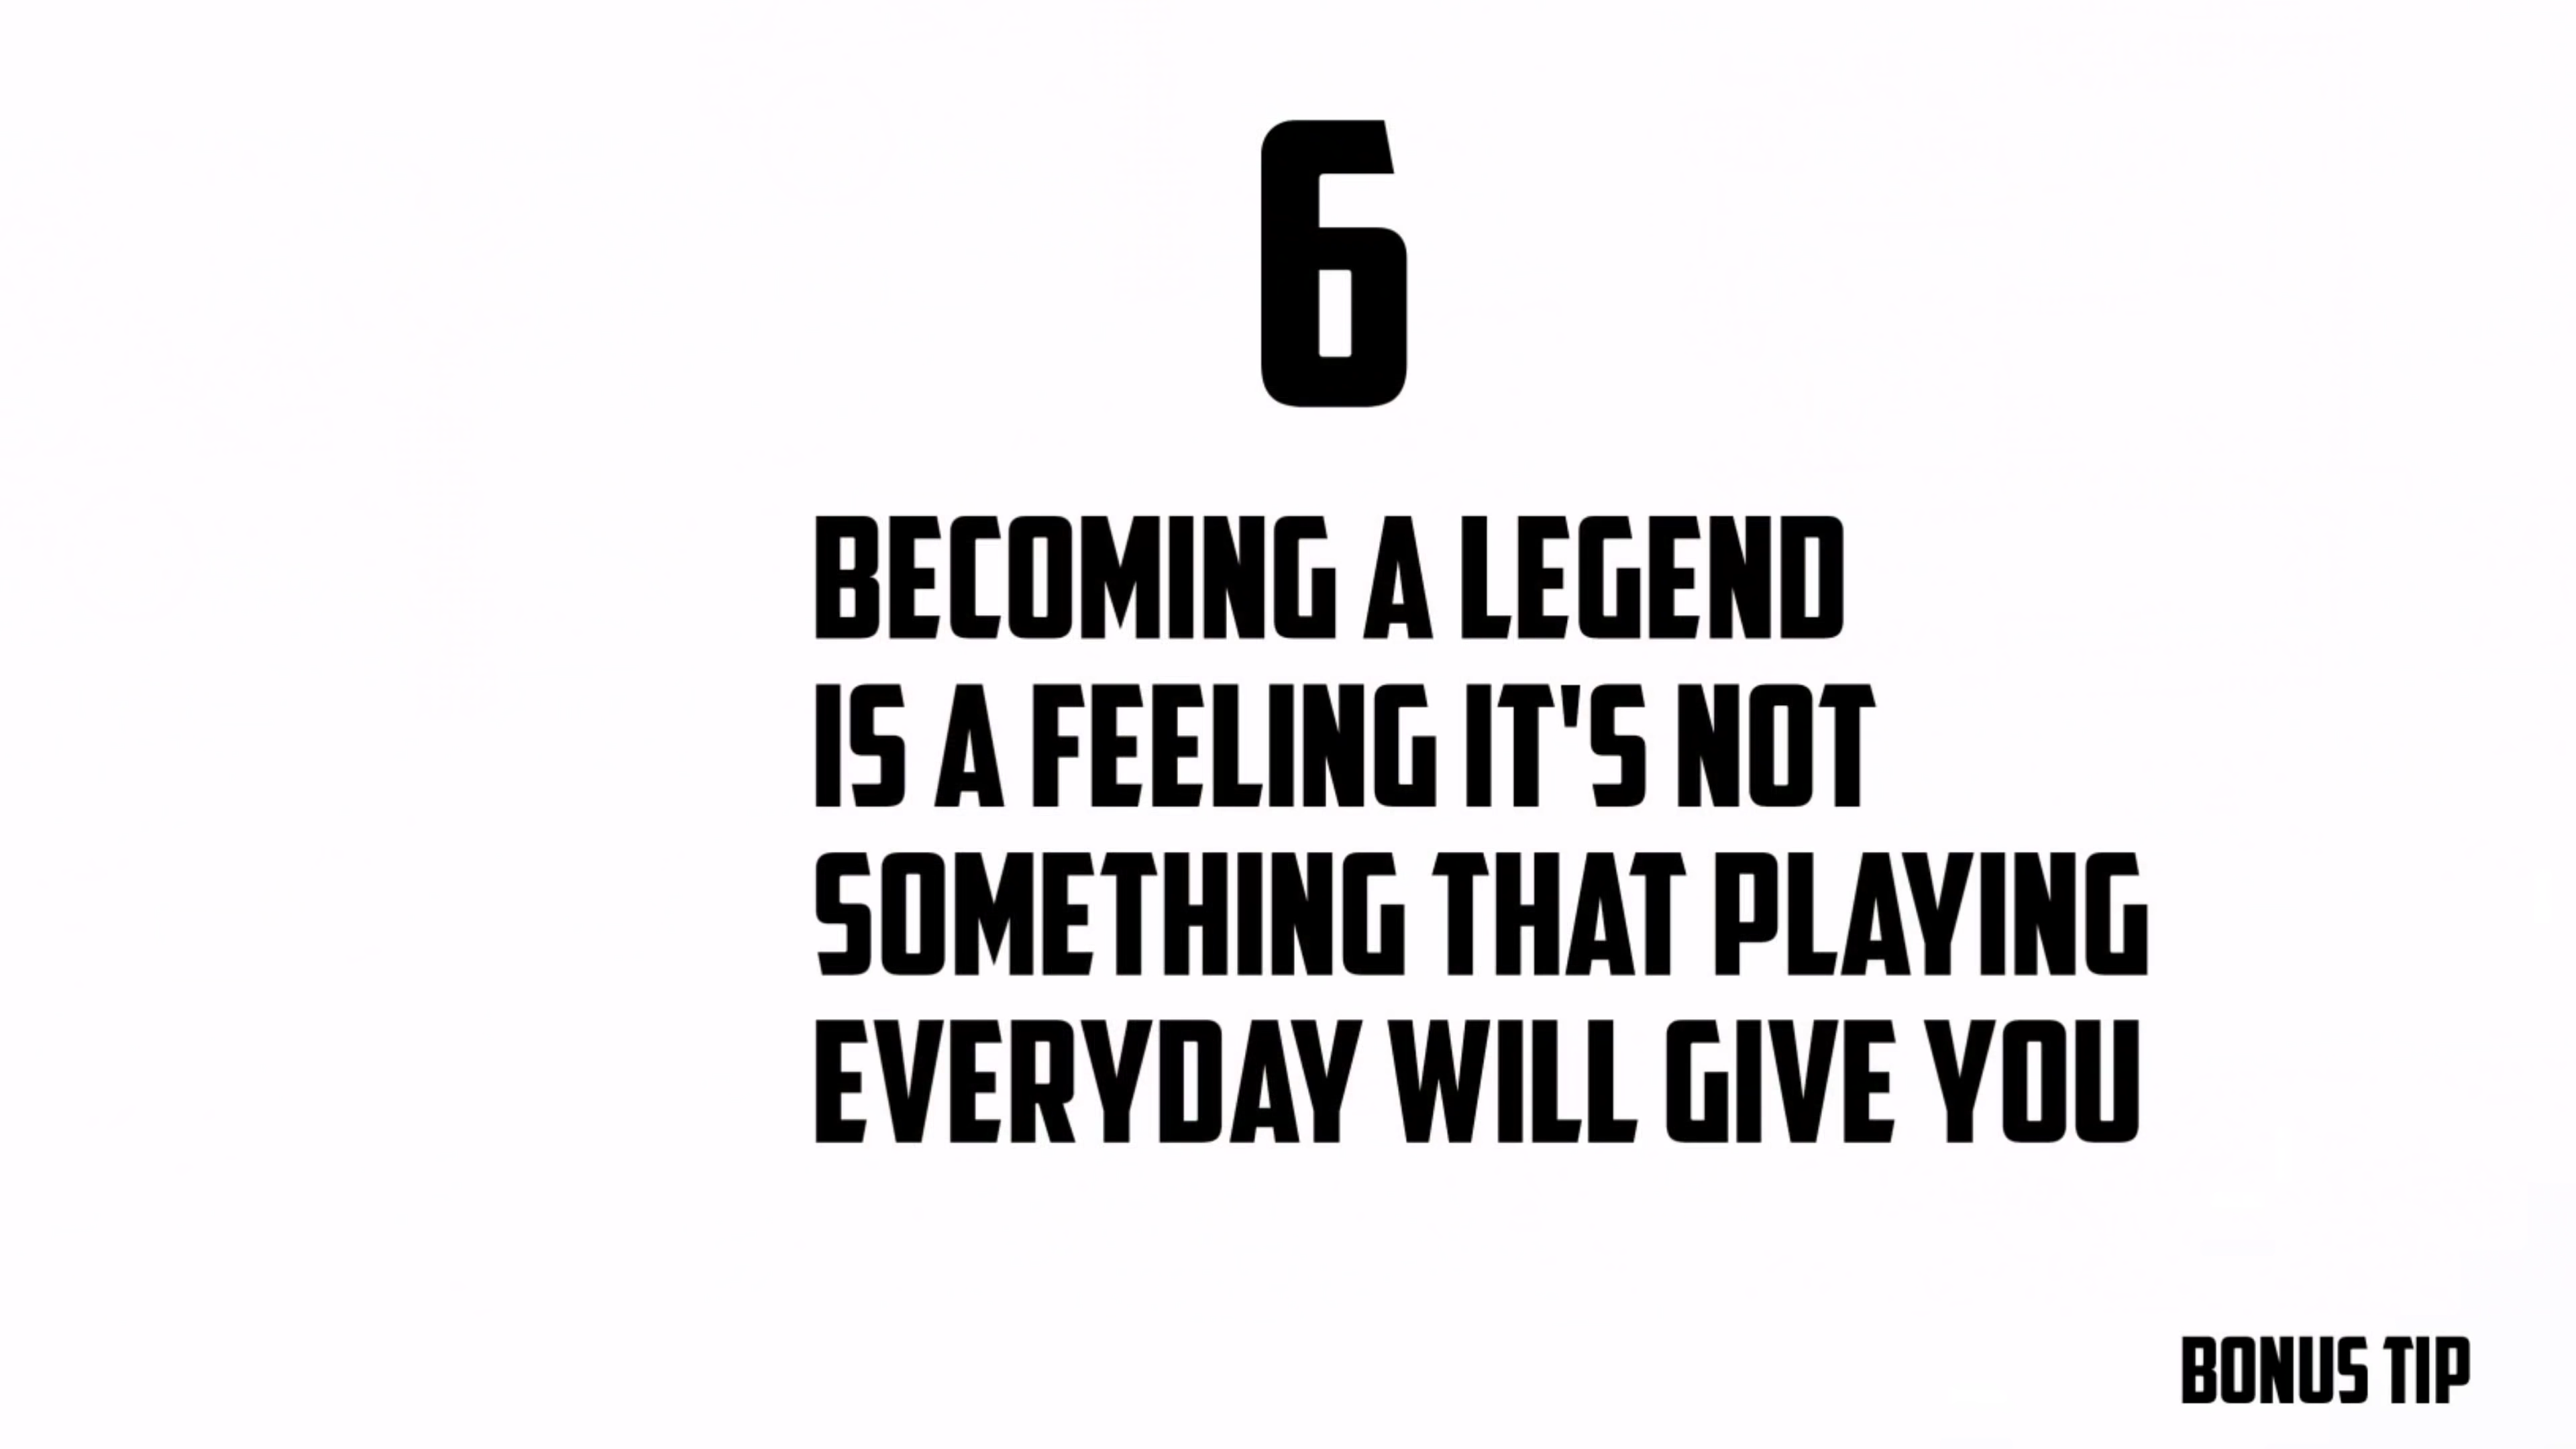 6
BECOMING A LEGEND
IS A FEELING IT'S NOT
SOMETHING THAT PLAYING
EVERYDAY WILL GIVE YOU
BONUS TIP